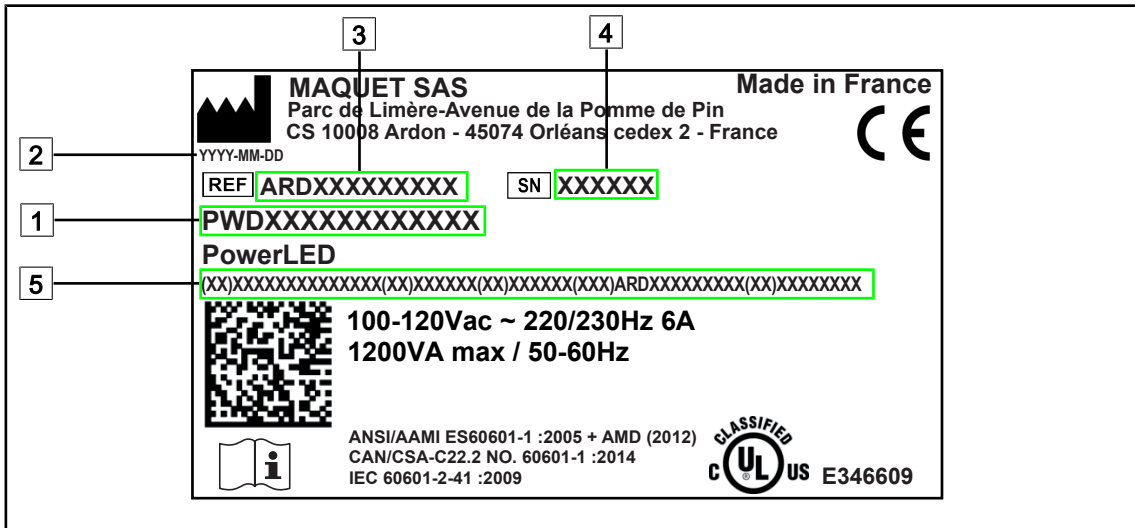 3
4
MAQUET SAS
Made in France
Parc de Limère-Avenue de la Pomme de Pin
CS 10008 Ardon - 45074 Orléans cedex 2 - France
CE
2
YYYY-MM-DD
REF ARDXXXXXXXXX SN XXXXXX
1
PWDXXXXXXXXXXXX
PowerLED
5
(XX)XXXXXXXXXXXXXX(XX)XXXXXX(XX)XXXXXX(XXX)ARDXXXXXXXXX(XX)XXXXXXXX
100-120Vac ~ 220/230Hz 6A
1200VA max / 50-60Hz
ANSI/AAMI ES60601-1 :2005 + AMD (2012)
CAN/CSA-C22.2 NO. 60601-1 :2014
IEC 60601-2-41 :2009
i
CLASSIFIED
C UL ® US E346609